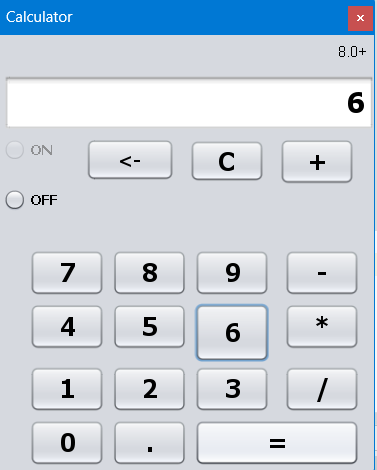 Calculator ×
8.0+
6
ON
<- C +
OFF
7 8 9 -
4 5 6 *
1 2 3 /
0 . =